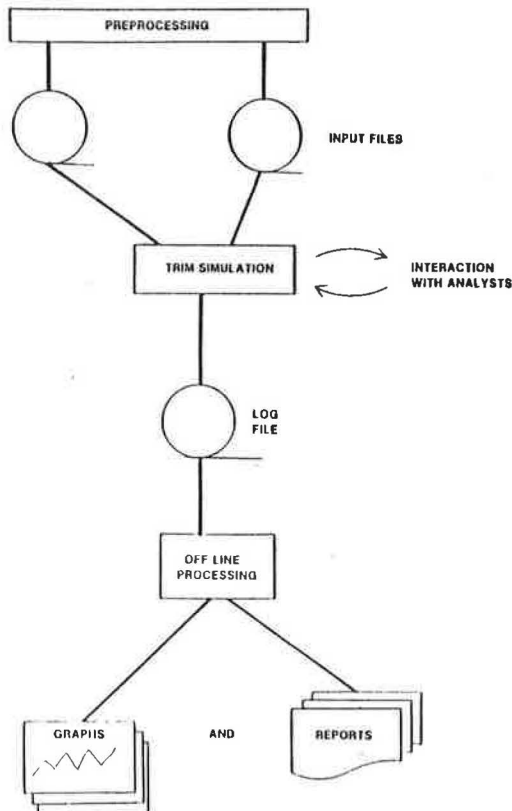 PREPROCESSING
INPUT FILES
TRIM SIMULATION
INTERACTION
WITH ANALYSTS
LOG
FILE
OFF LINE
PROCESSING
GRAPHS
AND
REPORTS